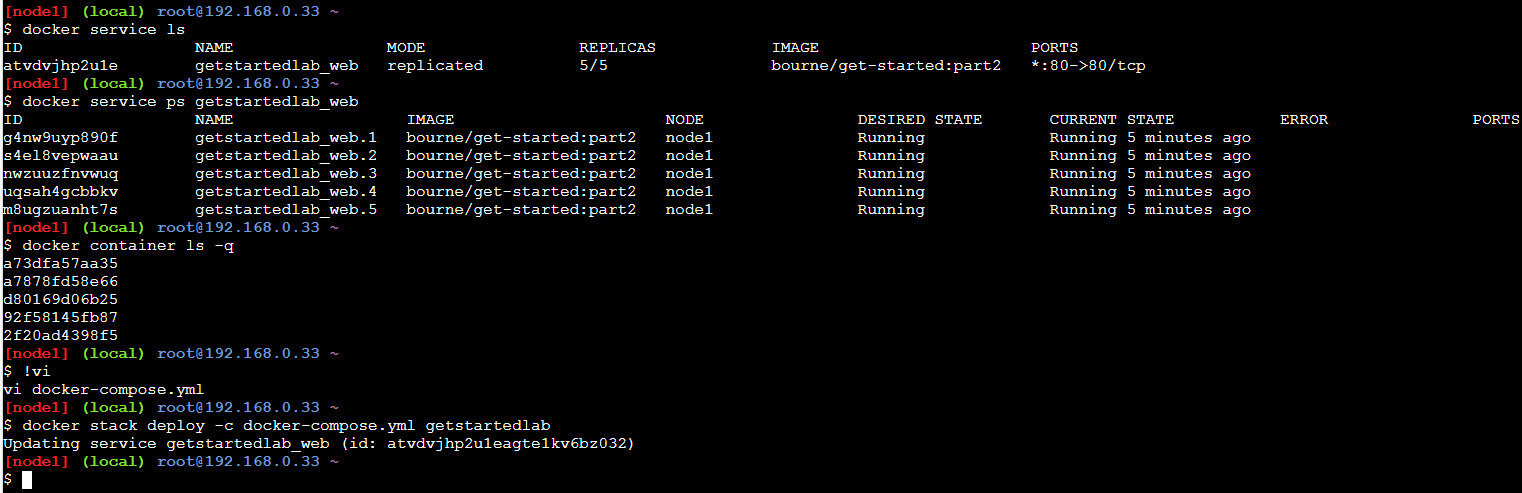 [node1] (local) root@192.168.0.33 ~
$ docker service ls
ID NAME MODE REPLICAS IMAGE PORTS
atvdvjhp2u1e getstartedlab_web replicated 5/5 bourne/get-started:part2 *:80->80/tcp
[node1] (local) root@192.168.0.33 ~
$ docker service ps getstartedlab_web
ID NAME IMAGE NODE DESIRED STATE CURRENT STATE ERROR PORTS
g4nw9uyp890f getstartedlab_web.1 bourne/get-started:part2 node1 Running Running 5 minutes ago
s4el8vepwaau getstartedlab_web.2 bourne/get-started:part2 node1 Running Running 5 minutes ago
nwzuuzfnvwuq getstartedlab_web.3 bourne/get-started:part2 node1 Running Running 5 minutes ago
uqsah4gcbbkv getstartedlab_web.4 bourne/get-started:part2 node1 Running Running 5 minutes ago
m8ugzuanht7s getstartedlab_web.5 bourne/get-started:part2 node1 Running Running 5 minutes ago
[node1] (local) root@192.168.0.33 ~
$ docker container ls -q
a73dfa57aa35
a7878fd58e66
d80169d06b25
92f58145fb87
2f20ad4398f5
[node1] (local) root@192.168.0.33 ~
$ !vi
vi docker-compose.yml
[node1] (local) root@192.168.0.33 ~
$ docker stack deploy -c docker-compose.yml getstartedlab
Updating service getstartedlab_web (id: atvdvjhp2u1eagte1kv6bz032)
[node1] (local) root@192.168.0.33 ~
$